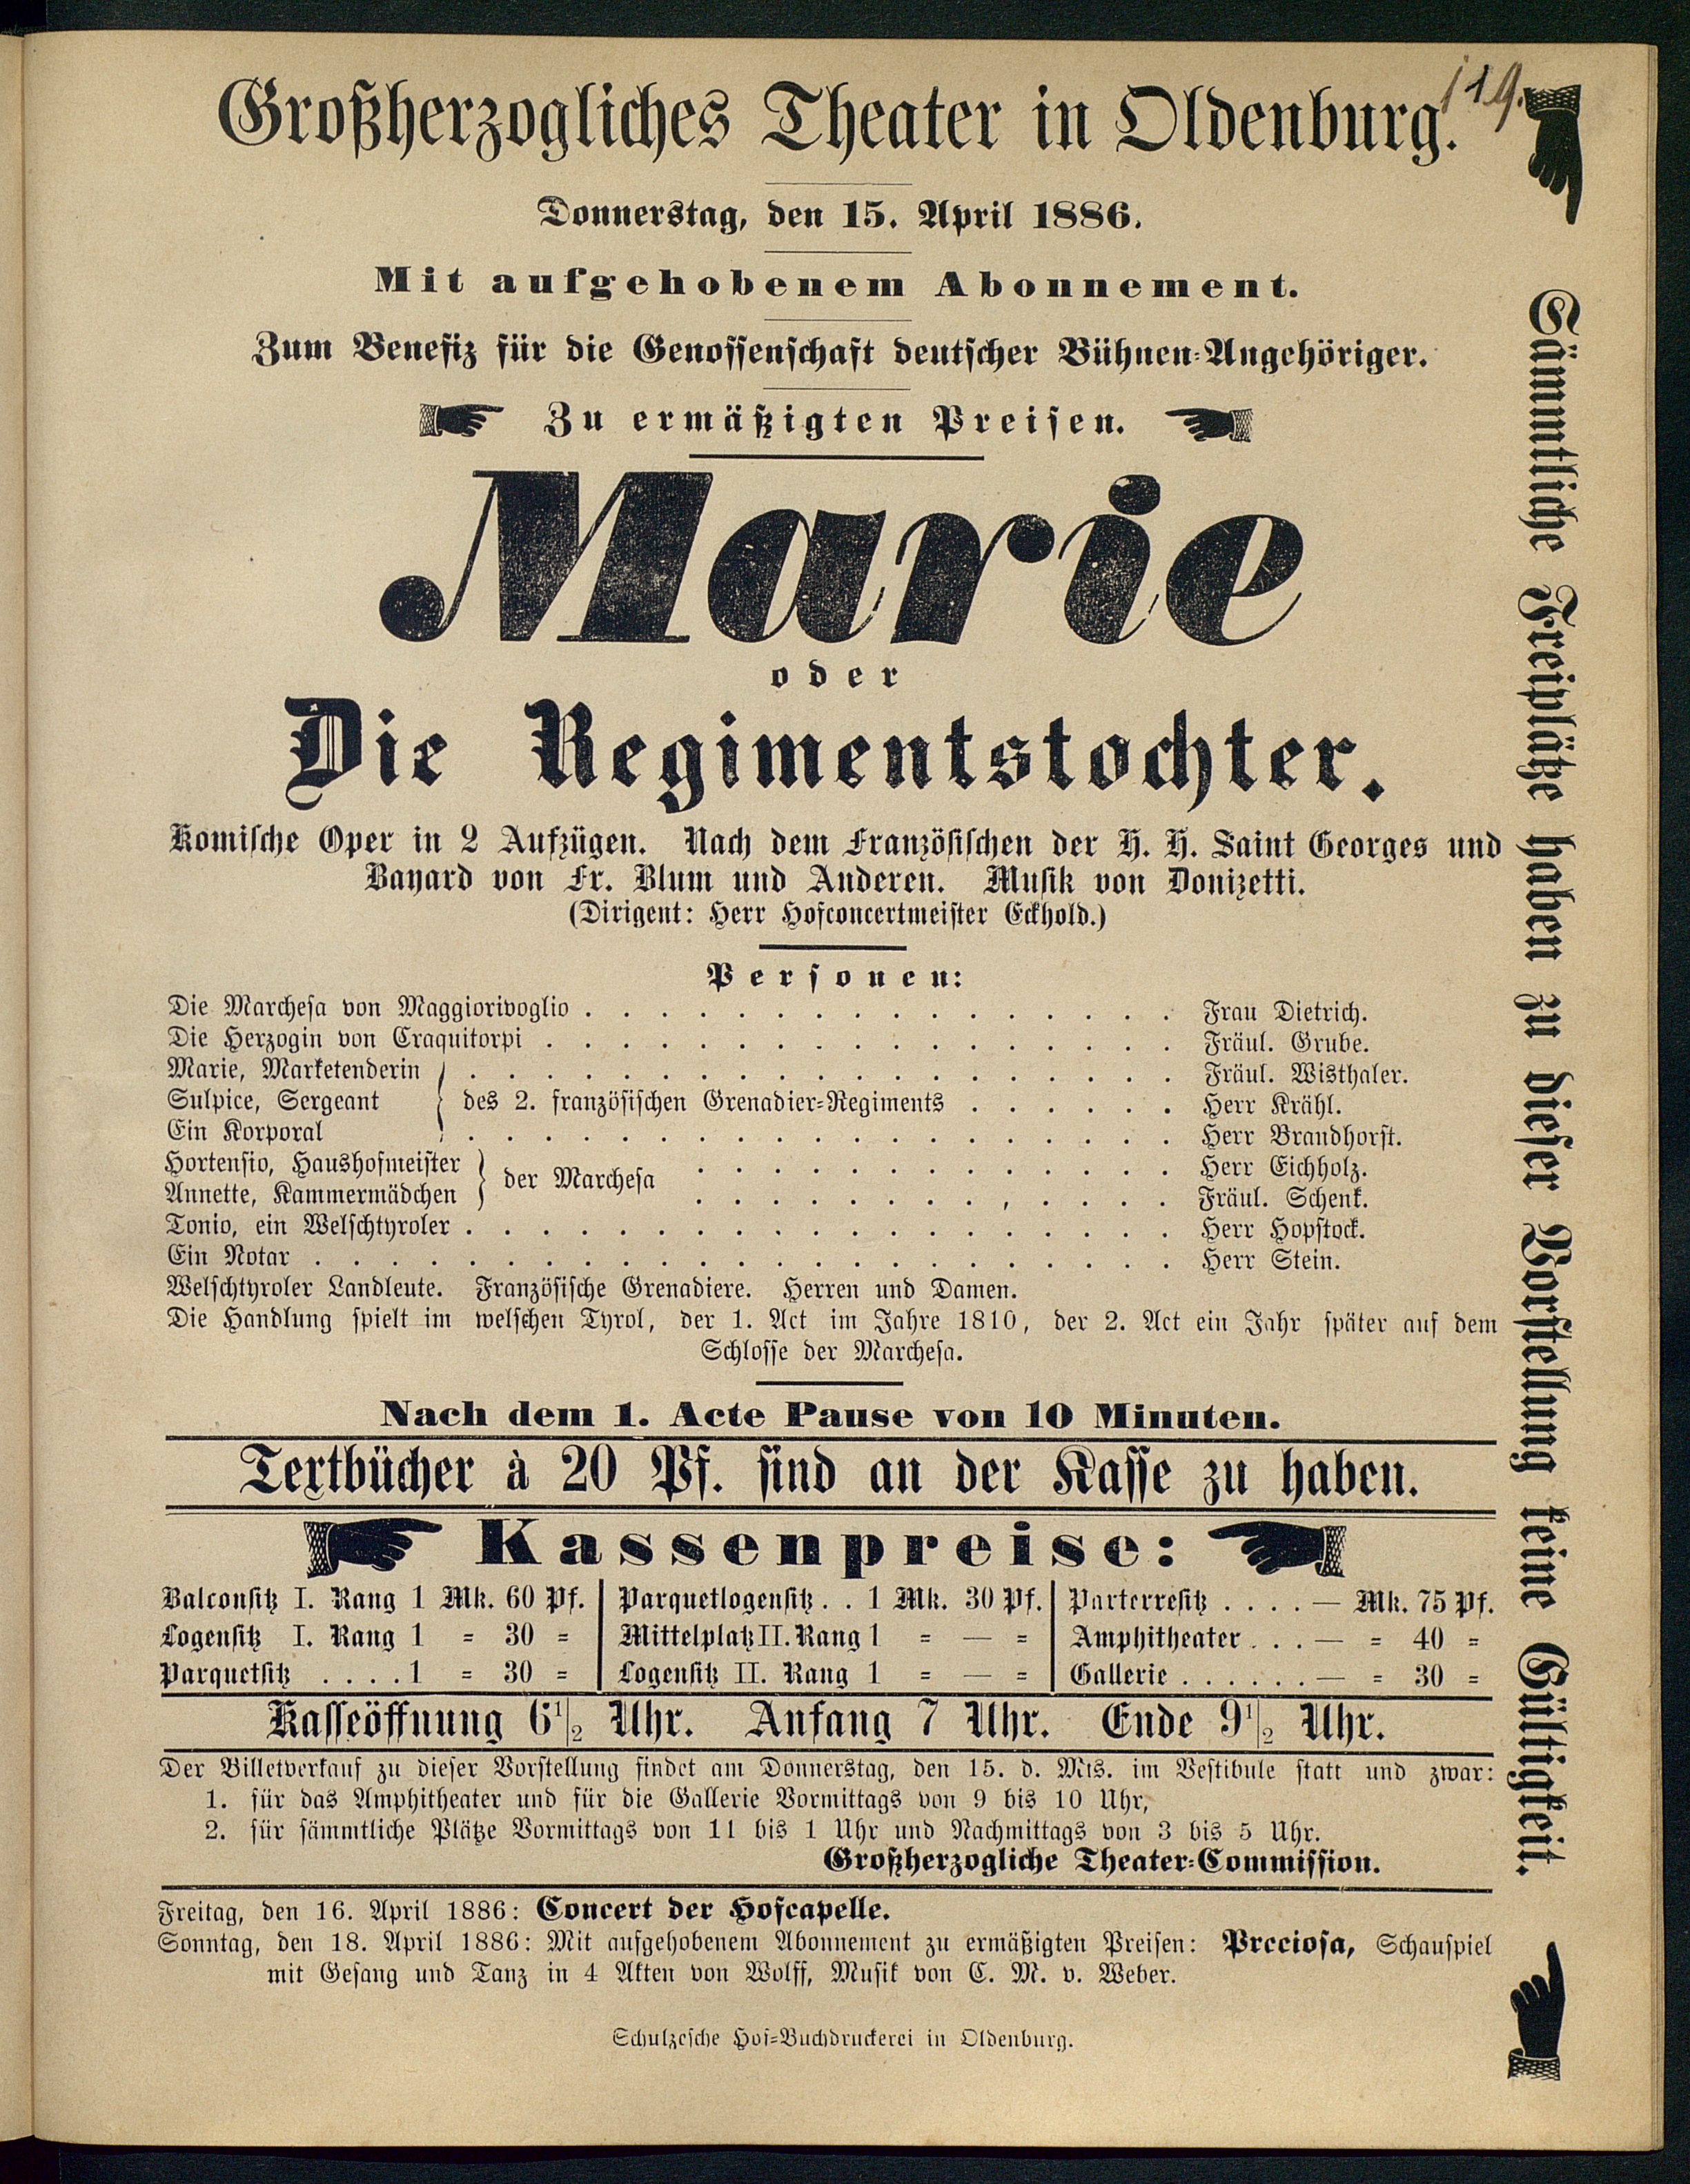 119.
Großherzogliches Theater in Oldenburg.
Donnerstag, den 15. April 1886.
Mit aufgehobenem Abonnement.
Zum Benefiz für die Genossenschaft deutscher Bühnen-Angehöriger.
Zu ermäßigten Preisen.
Marie
oder
Die Regimentstochter.
Komische Oper in 2 Aufzügen. Nach dem Französischen der H. H. Saint Georges und
Bayard von Fr. Blum und Anderen. Musik von Donizetti.
(Dirigent: Herr Hofconcertmeister Eckhold.)
Personen:
Die Marchesa von Maggiorivoglio . . . . . . . . . . . . . . . . Frau Dietrich.
Die Herzogin von Craquitorpi . . . . . . . . . . . . . . . . . Fräul. Grube.
Marie, Marketenderin . . . . . . . . . . . . . . . . . . . Fräul. Wisthaler.
Sulpice, Sergeant } des 2. französischen Grenadier-Regiments . . . . . . Herr Krähl.
Ein Korporal . . . . . . . . . . . . . . . . . . . Herr Brandhorst.
Hortensio, Haushofmeister } der Marchesa . . . . . . . . . . . . . Herr Eichholz.
Annette, Kammermädchen . . . . . . . . . . . . . Fräul. Schenk.
Tonio, ein Welschtyroler . . . . . . . . . . . . . . . . . . . Herr Hopstock.
Ein Notar . . . . . . . . . . . . . . . . . . . . . . . Herr Stein.
Welschtyroler Landleute. Französische Grenadiere. Herren und Damen.
Die Handlung spielt im welschen Tyrol, der 1. Act im Jahre 1810, der 2. Act ein Jahr später auf dem
Schlosse der Marchesa.
Nach dem 1. Acte Pause von 10 Minuten.
Textbücher à 20 Pf. sind an der Kasse zu haben.
Kassenpreise:
Balconsitz I. Rang 1 Mk. 60 Pf. | Parquetlogensitz . . 1 Mk. 30 Pf. | Parterresitz . . . . — Mk. 75 Pf.
Logensitz I. Rang 1 = 30 = | Mittelplatz II. Rang 1 = — = | Amphitheater . . . — = 40 =
Parquetsitz . . . . 1 = 30 = | Logensitz II. Rang 1 = — = | Gallerie . . . . . . — = 30 =
Kasseöffnung 6 1/2 Uhr. Anfang 7 Uhr. Ende 9 1/2 Uhr.
Der Billetverkauf zu dieser Vorstellung findet am Donnerstag, den 15. d. Mts. im Vestibule statt und zwar:
1. für das Amphitheater und für die Gallerie Vormittags von 9 bis 10 Uhr,
2. für sämmtliche Plätze Vormittags von 11 bis 1 Uhr und Nachmittags von 3 bis 5 Uhr.
Großherzogliche Theater-Commission.
Freitag, den 16. April 1886: Concert der Hofcapelle.
Sonntag, den 18. April 1886: Mit aufgehobenem Abonnement zu ermäßigten Preisen: Preciosa, Schauspiel
mit Gesang und Tanz in 4 Akten von Wolff, Musik von C. M. v. Weber.
Schulzesche Hof-Buchdruckerei in Oldenburg.
Sämmtliche Freiplätze haben zu dieser Vorstellung keine Gültigkeit.